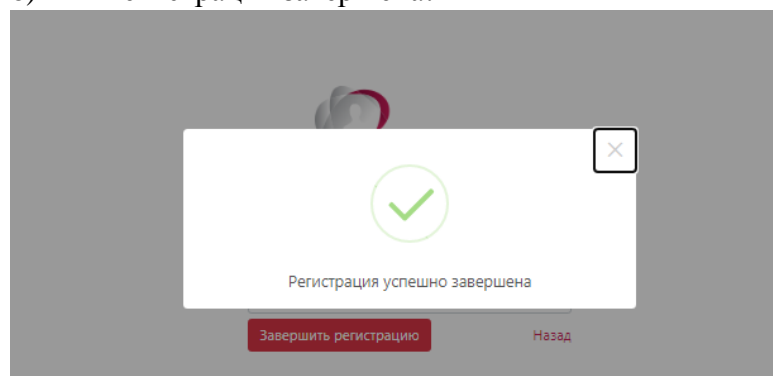 Регистрация успешно завершена
Завершить регистрацию
Назад